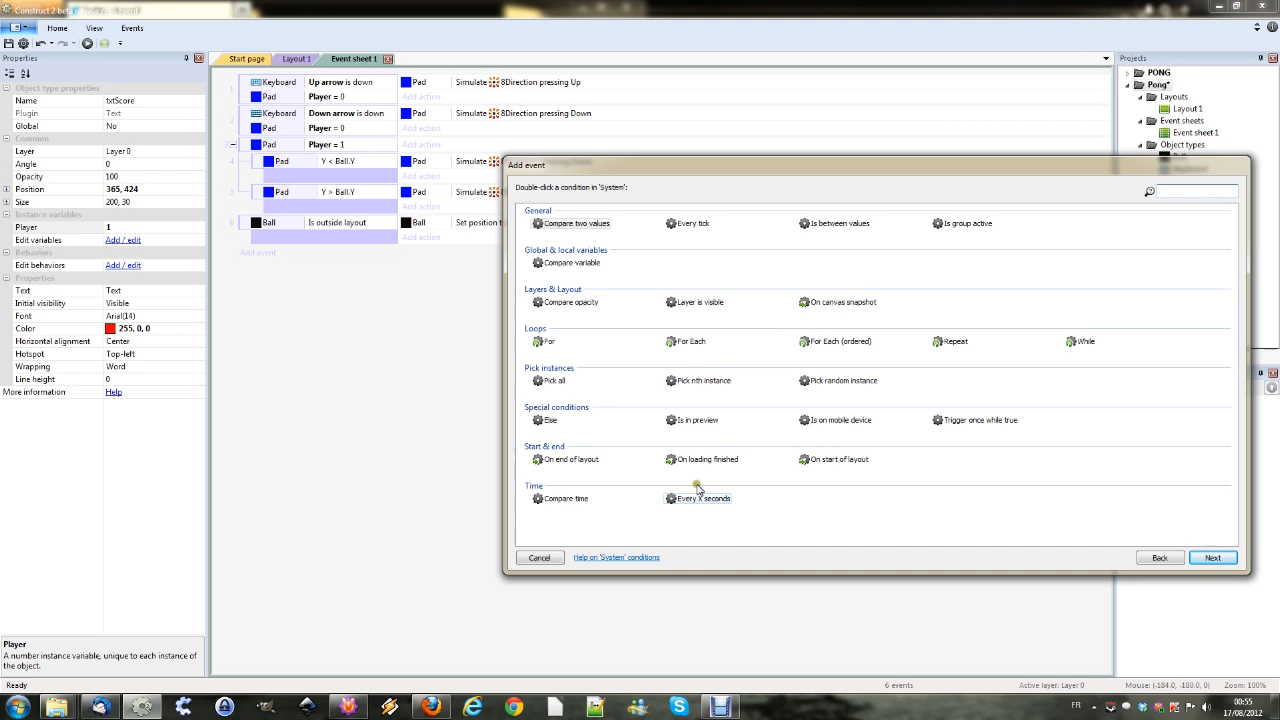 Construct 2 beta
Home View Events
Properties
Object type properties
Name txtScore
Plugin Text
Global No
Common
Layer Layer 0
Angle 0
Opacity 100
Position 365, 424
Size 200, 30
Instance variables
Player 1
Edit variables Add / edit
Behaviors
Edit behaviors Add / edit
Properties
Text Text
Initial visibility Visible
Font Arial(14)
Color 255, 0, 0
Horizontal alignment Center
Hotspot Top-left
Wrapping Word
Line height 0
More information Help
Player
A number instance variable, unique to each instance of
the object.
Start page Layout 1 Event sheet 1
1 Keyboard Up arrow is down Pad Simulate 8Direction pressing Up
Pad Player = 0 Add action
2 Keyboard Down arrow is down Pad Simulate 8Direction pressing Down
Pad Player = 0 Add action
3 Pad Player = 1 Add action
4 Pad Y < Ball.Y Pad Simulate
Add action
5 Pad Y > Ball.Y Pad Simulate
Add action
6 Ball Is outside layout Ball Set position t
Add action
Add event
Add event
Double-click a condition in 'System':
General
Compare two values Every tick Is between values Is group active
Global & local variables
Compare variable
Layers & Layout
Compare opacity Layer is visible On canvas snapshot
Loops
For For Each For Each (ordered) Repeat While
Pick instances
Pick all Pick nth instance Pick random instance
Special conditions
Else Is in preview Is on mobile device Trigger once while true
Start & end
On end of layout On loading finished On start of layout
Time
Compare time Every X seconds
Cancel Help on 'System' conditions Back Next
Projects
PONG
Pong*
Layouts
Layout 1
Event sheets
Event sheet 1
Object types
Ready 6 events Active layer: Layer 0 Mouse: (-184.0, -180.0, 0) Zoom: 100%
FR 00:55
17/08/2012